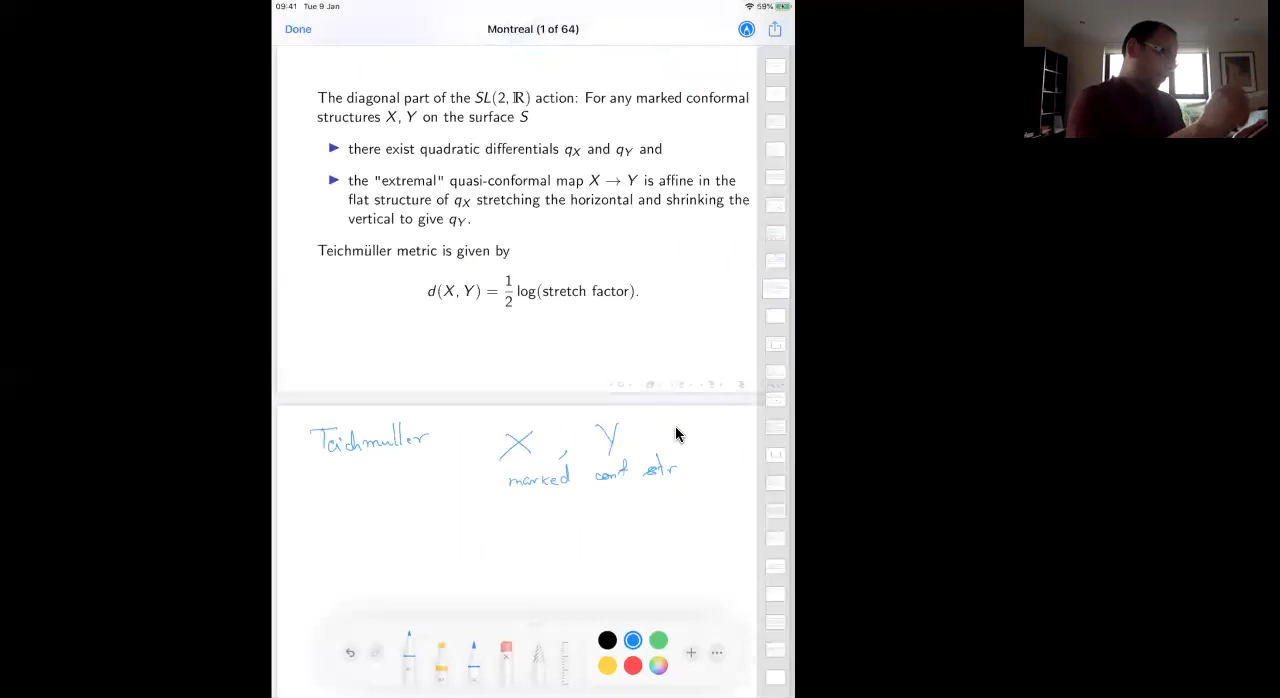 09:41 Tue 9 Jan
59%
Done
Montreal (1 of 64)
The diagonal part of the SL(2, ℝ) action: For any marked conformal
structures X, Y on the surface S
▶ there exist quadratic differentials q_X and q_Y and
▶ the "extremal" quasi-conformal map X → Y is affine in the
flat structure of q_X stretching the horizontal and shrinking the
vertical to give q_Y.
Teichmüller metric is given by
d(X, Y) = 1/2 log(stretch factor).
Teichmuller X, Y
marked conf str